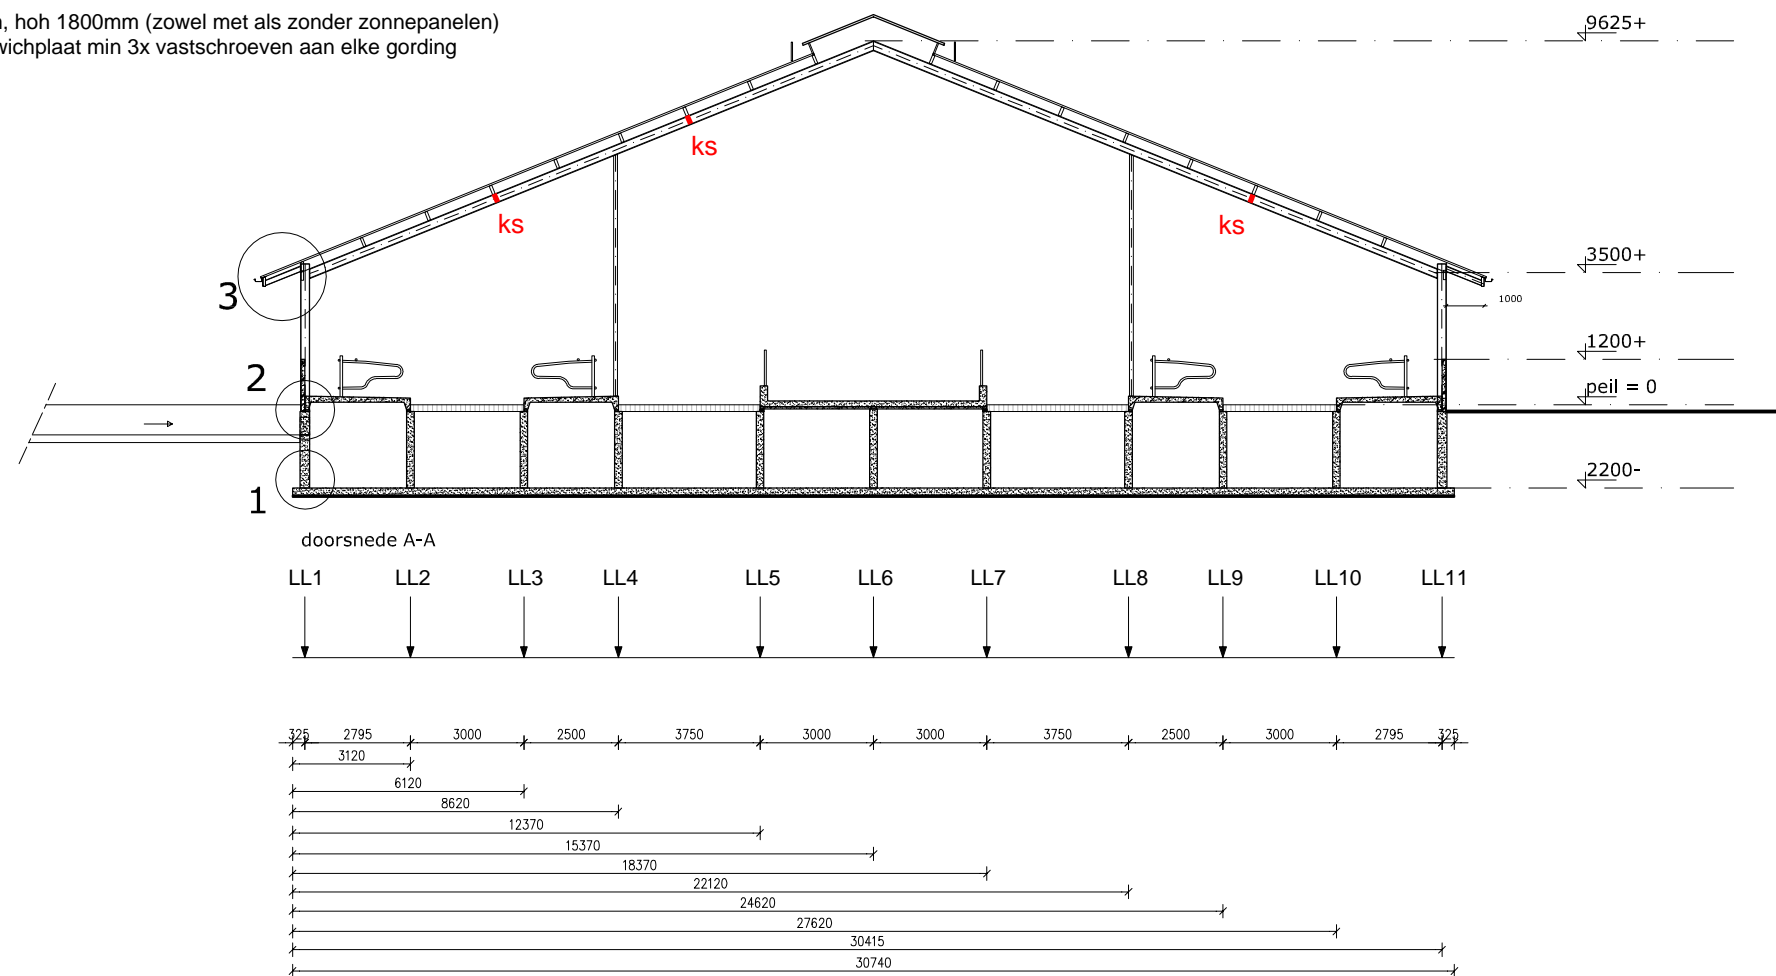 , hoh 1800mm (zowel met als zonder zonnepanelen)
wichplaat min 3x vastschroeven aan elke gording
9625+
ks
ks
ks
3500+
3
1000
1200+
2
peil = 0
2200-
1
doorsnede A-A
LL1 LL2 LL3 LL4 LL5 LL6 LL7 LL8 LL9 LL10 LL11
325 2795 3000 2500 3750 3000 3000 3750 2500 3000 2795 325
3120
6120
8620
12370
15370
18370
22120
24620
27620
30415
30740